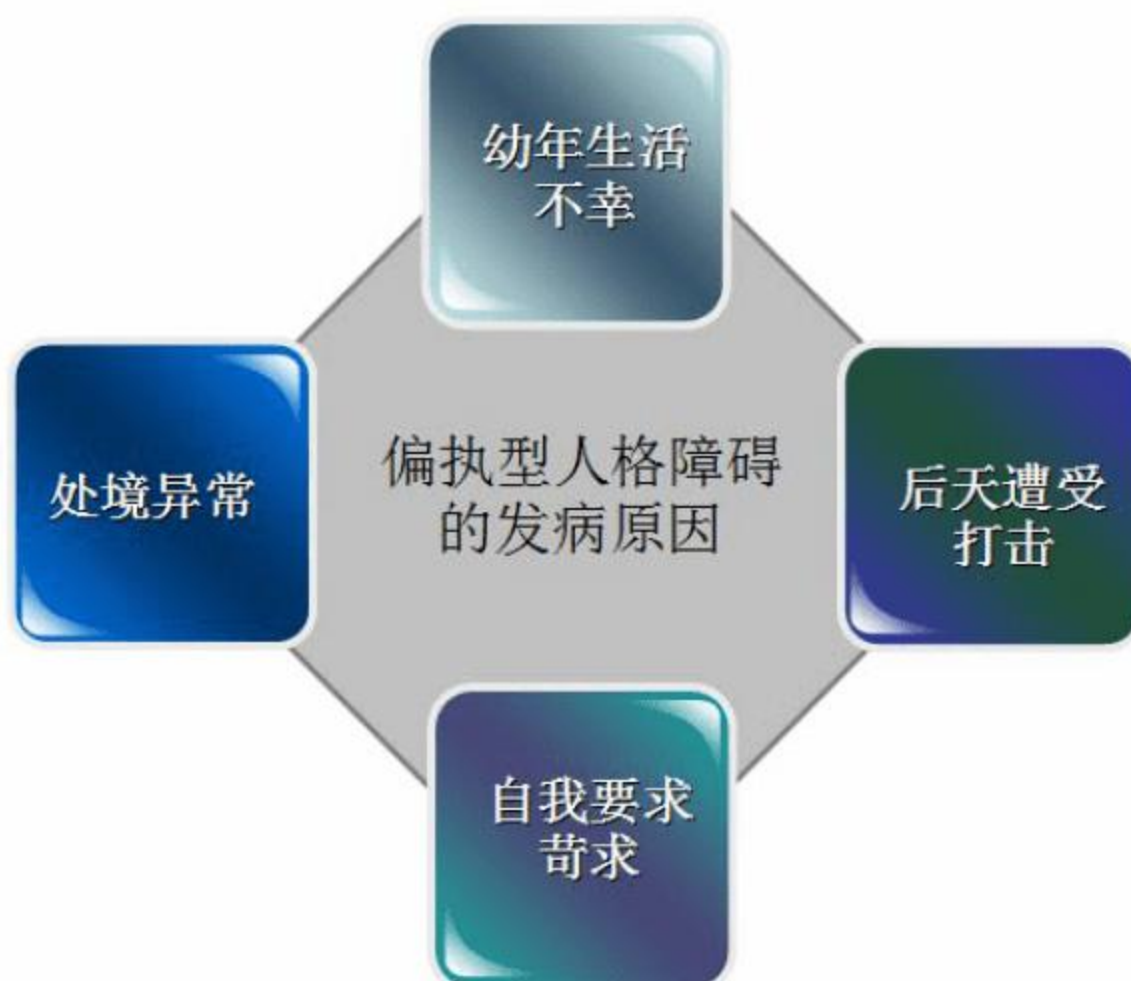 幼年生活
不幸
处境异常
偏执型人格障碍
的发病原因
后天遭受
打击
自我要求
苛求